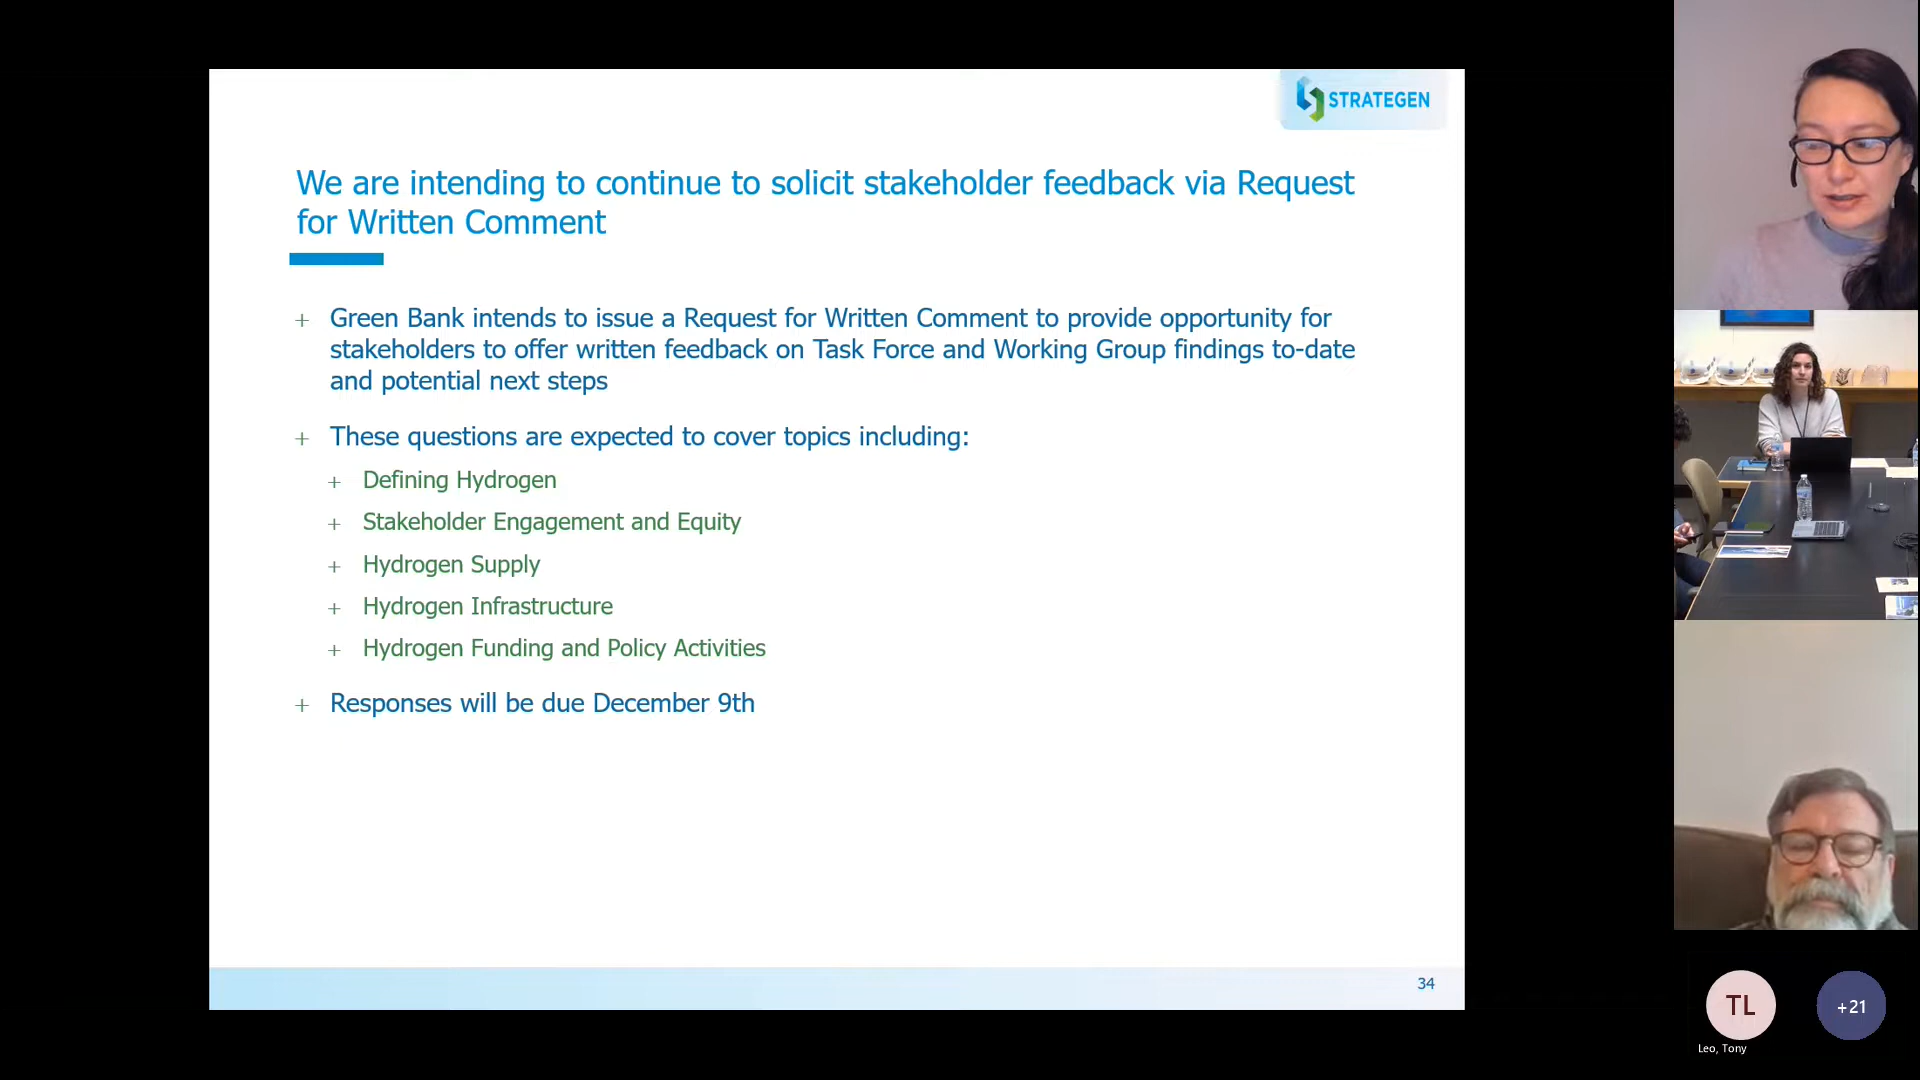 STRATEGEN
We are intending to continue to solicit stakeholder feedback via Request
for Written Comment
+ Green Bank intends to issue a Request for Written Comment to provide opportunity for
stakeholders to offer written feedback on Task Force and Working Group findings to-date
and potential next steps
+ These questions are expected to cover topics including:
+ Defining Hydrogen
+ Stakeholder Engagement and Equity
+ Hydrogen Supply
+ Hydrogen Infrastructure
+ Hydrogen Funding and Policy Activities
+ Responses will be due December 9th
34
TL
+21
Leo, Tony